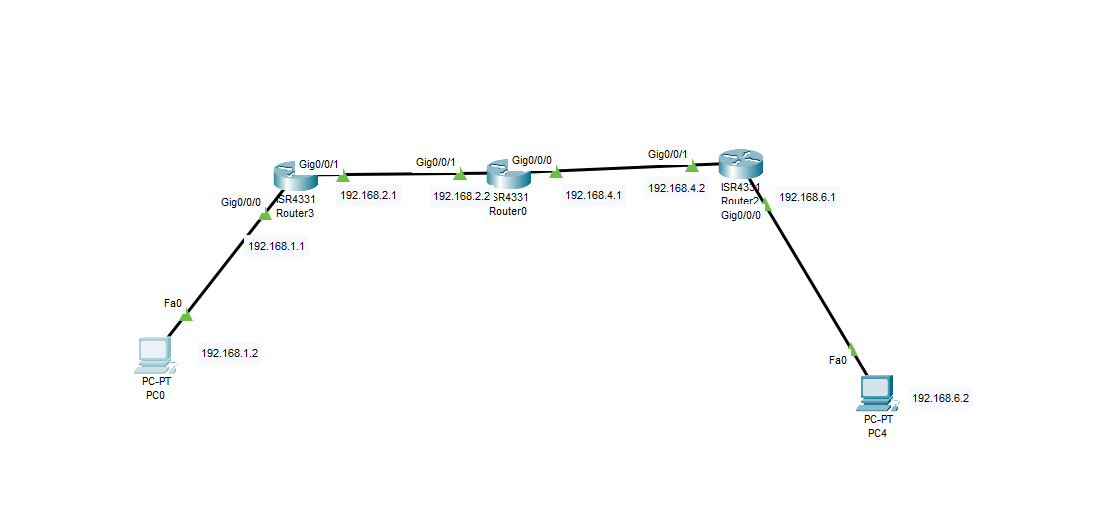 Gig0/0/1
Gig0/0/1
Gig0/0/0
Gig0/0/1
192.168.2.1
192.168.2.2
192.168.4.1
192.168.4.2
192.168.6.1
Gig0/0/0
SR4331
Router3
SR4331
Router0
ISR4331
Router2
Gig0/0/0
192.168.1.1
Fa0
192.168.1.2
PC-PT
PC0
Fa0
192.168.6.2
PC-PT
PC4